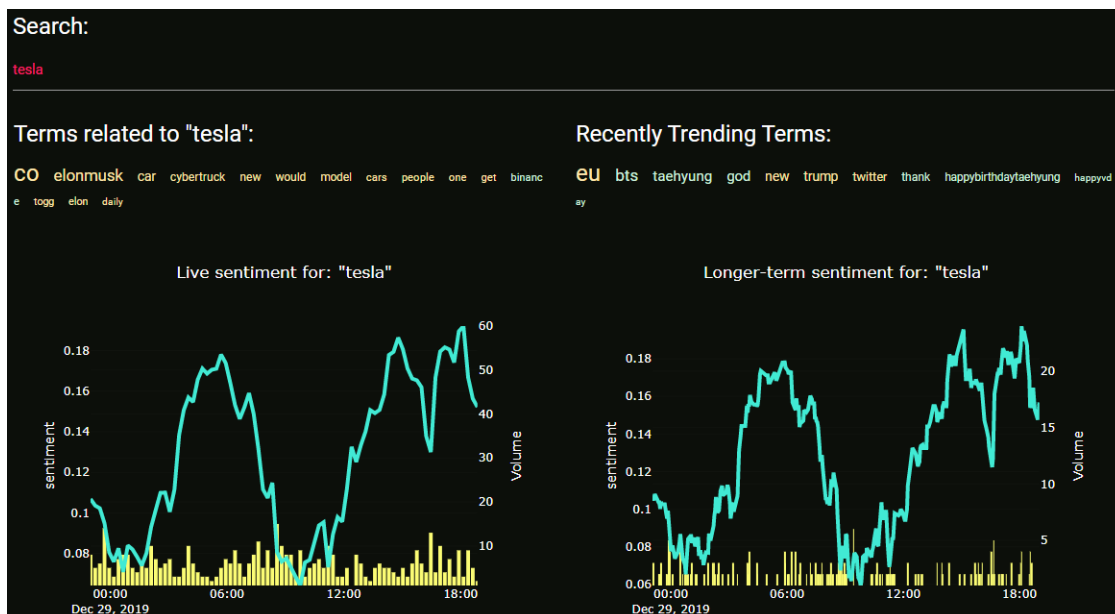 Search:
tesla
Terms related to "tesla":
co elonmusk car cybertruck new would model cars people one get binanc
e togg elon daily
Recently Trending Terms:
eu bts taehyung god new trump twitter thank happybirthdaytaehyung happyvd
ay
Live sentiment for: "tesla"
0.18
0.16
0.14
0.12
0.1
0.08
sentiment
60
50
40
30
20
10
Volume
00:00 06:00 12:00 18:00
Dec 29, 2019
Longer-term sentiment for: "tesla"
0.18
0.16
0.14
0.12
0.1
0.08
0.06
sentiment
20
15
10
5
Volume
00:00 06:00 12:00 18:00
Dec 29, 2019